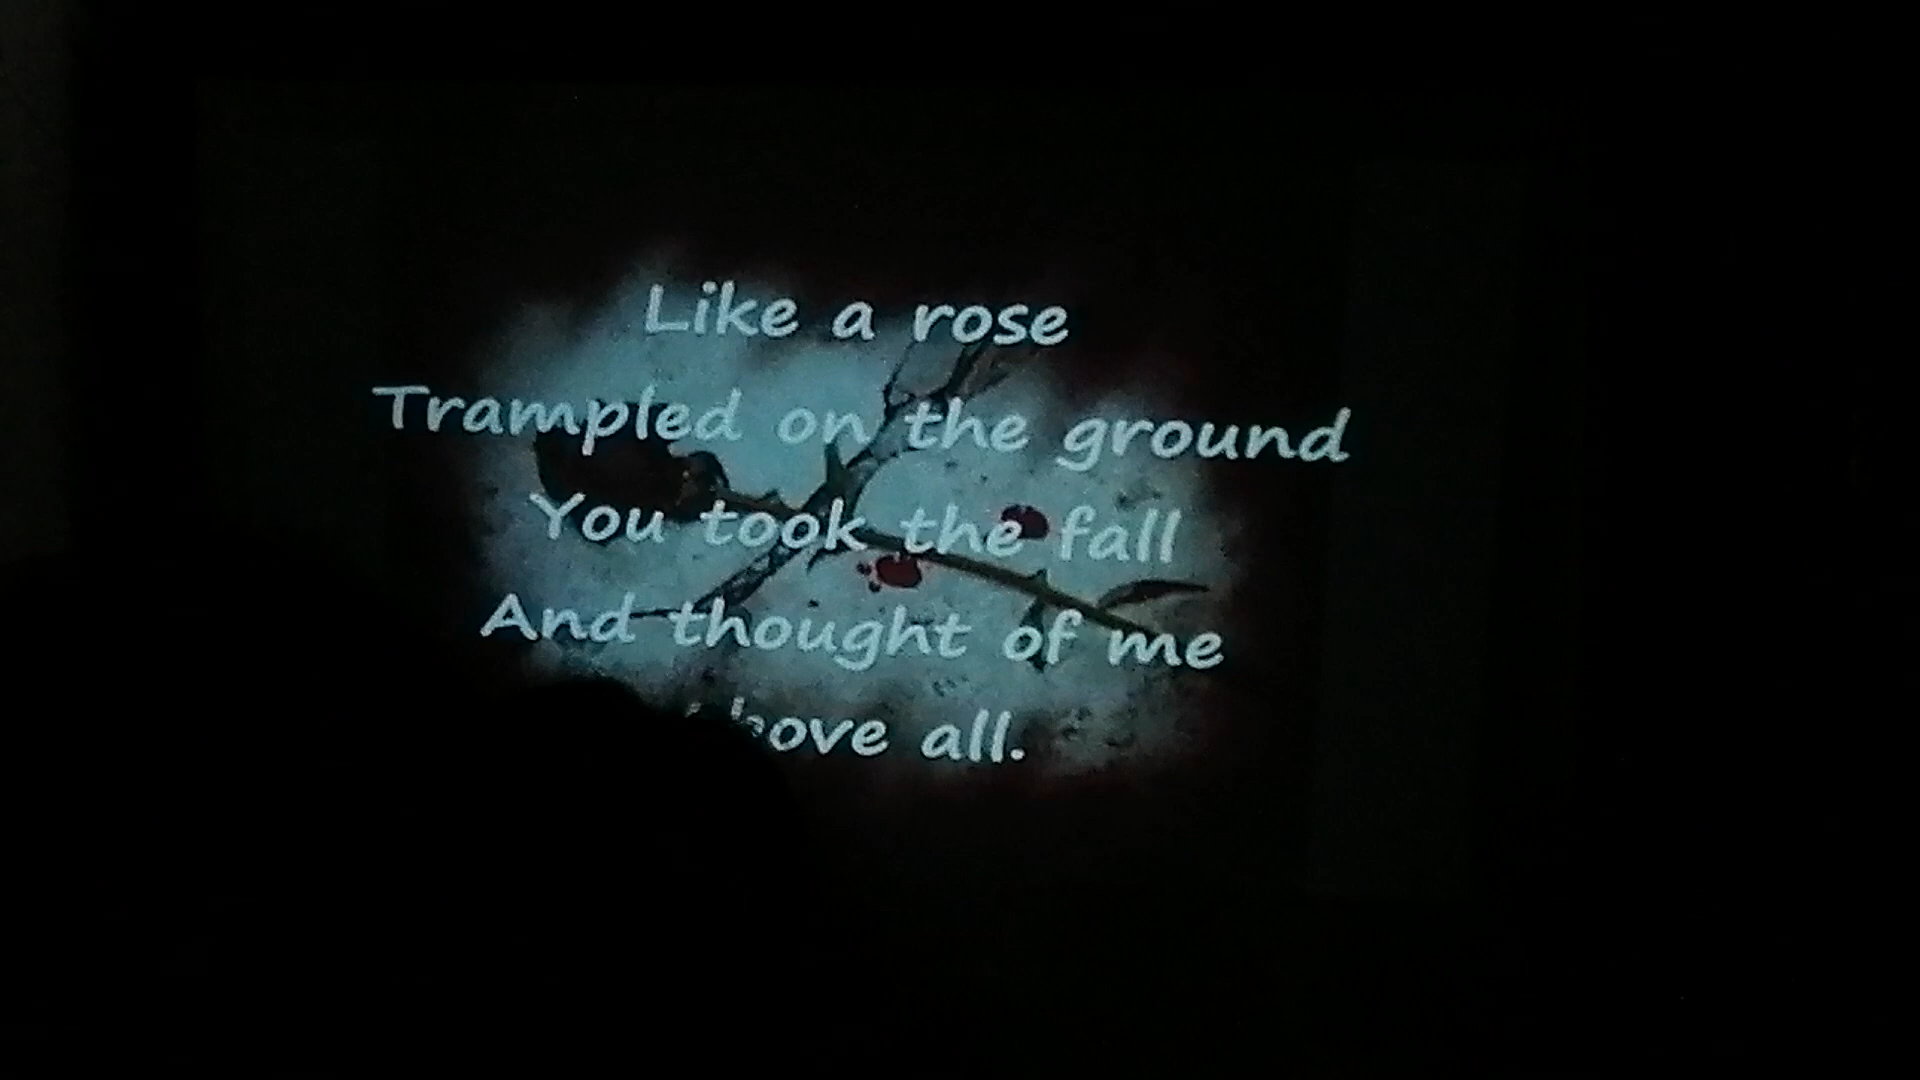 Like a rose
Trampled on the ground
You took the fall
And thought of me
all.